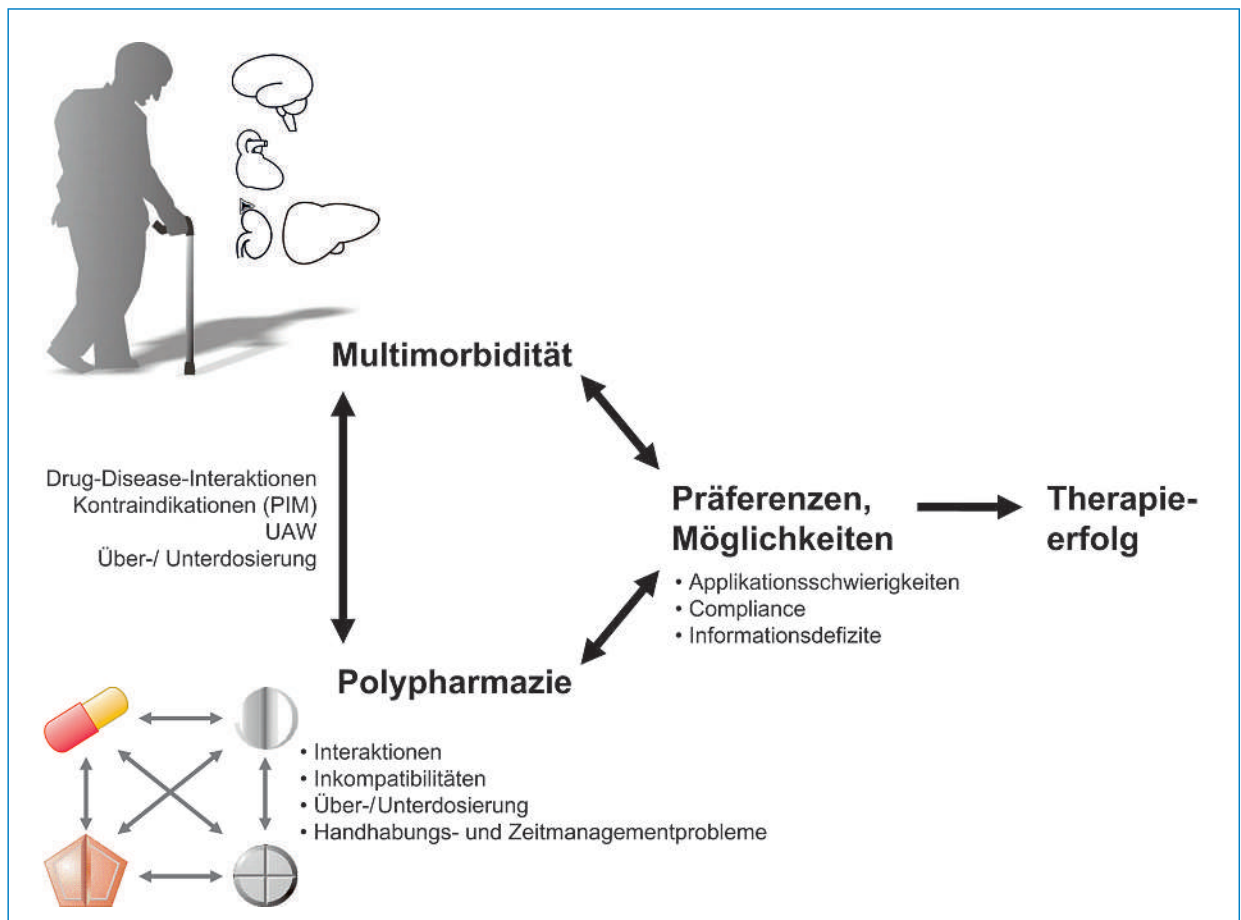 Multimorbidität
Drug-Disease-Interaktionen
Kontraindikationen (PIM)
UAW
Über-/ Unterdosierung
Präferenzen,
Möglichkeiten
• Applikationsschwierigkeiten
• Compliance
• Informationsdefizite
Therapie-
erfolg
Polypharmazie
• Interaktionen
• Inkompatibilitäten
• Über-/Unterdosierung
• Handhabungs- und Zeitmanagementprobleme